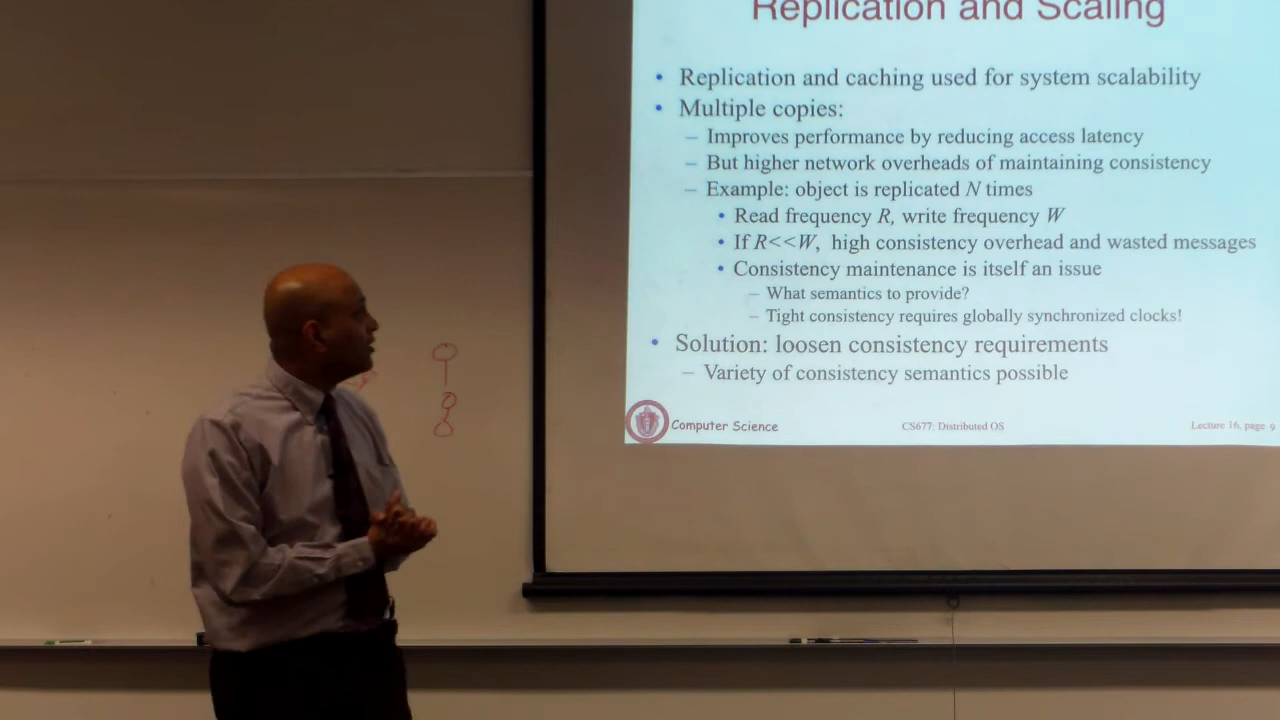 Replication and Scaling
• Replication and caching used for system scalability
• Multiple copies:
– Improves performance by reducing access latency
– But higher network overheads of maintaining consistency
– Example: object is replicated N times
• Read frequency R, write frequency W
• If R<<W, high consistency overhead and wasted messages
• Consistency maintenance is itself an issue
– What semantics to provide?
– Tight consistency requires globally synchronized clocks!
• Solution: loosen consistency requirements
– Variety of consistency semantics possible
Computer Science CS677: Distributed OS Lecture 16, page 9